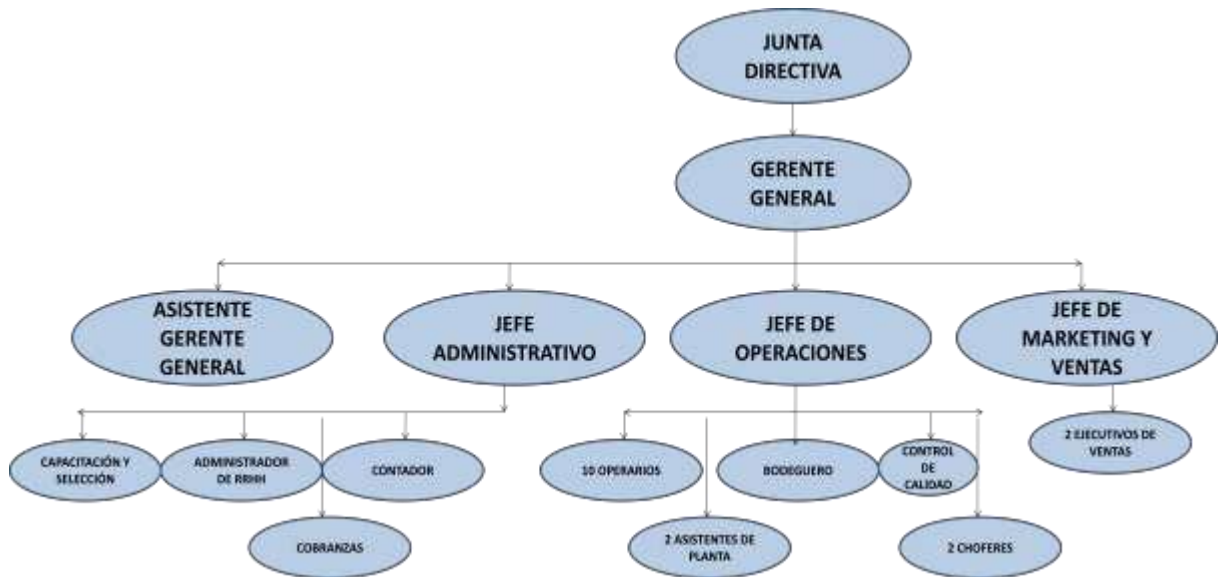 JUNTA
DIRECTIVA
GERENTE
GENERAL
ASISTENTE
GERENTE
GENERAL
JEFE
ADMINISTRATIVO
JEFE DE
OPERACIONES
JEFE DE
MARKETING Y
VENTAS
CAPACITACIÓN Y
SELECCIÓN
ADMINISTRADOR
DE RRHH
CONTADOR
10 OPERARIOS
BODEGUERO
CONTROL
DE
CALIDAD
2 EJECUTIVOS DE
VENTAS
COBRANZAS
2 ASISTENTES DE
PLANTA
2 CHOFERES